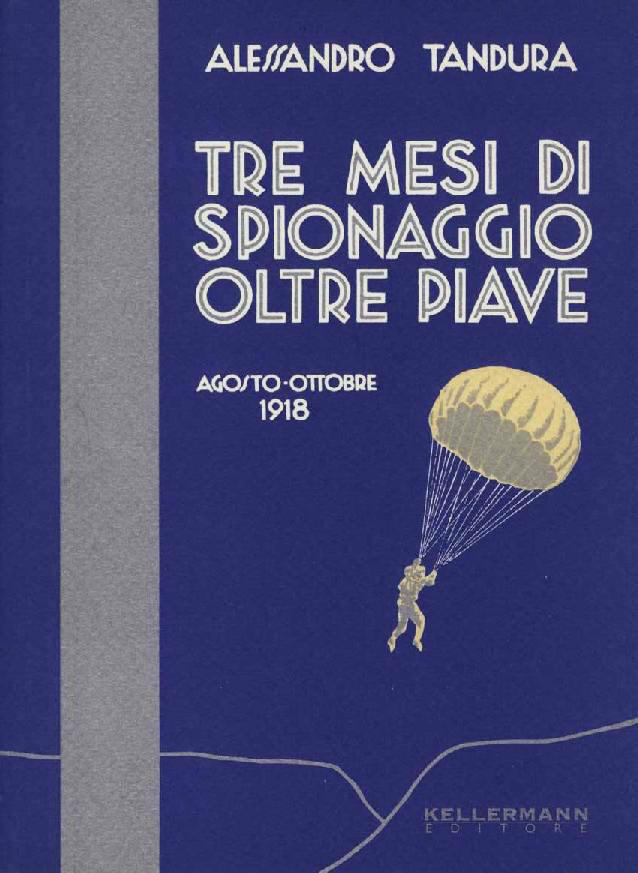 ALESSANDRO TANDURA
TRE MESI DI
SPIONAGGIO
OLTRE PIAVE
AGOSTO-OTTOBRE
1918
KELLERMANN
EDITORE